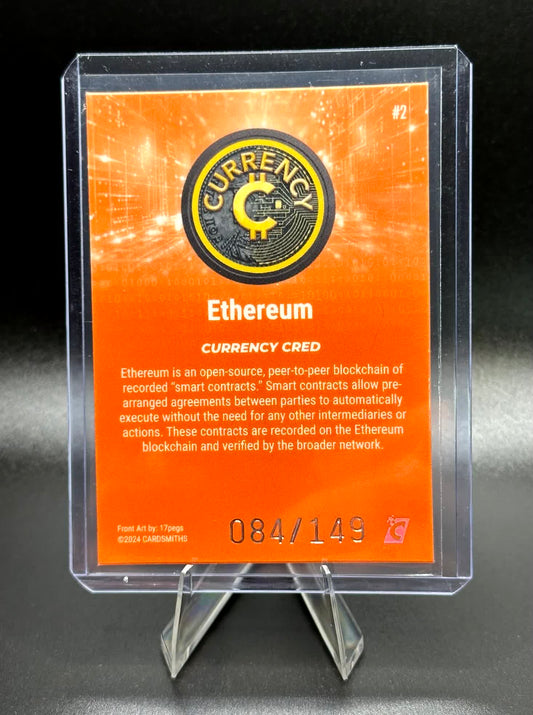 #2
CURRENCY
Ethereum
CURRENCY CRED
Ethereum is an open-source, peer-to-peer blockchain of
recorded “smart contracts.” Smart contracts allow pre-
arranged agreements between parties to automatically
execute without the need for any other intermediaries or
actions. These contracts are recorded on the Ethereum
blockchain and verified by the broader network.
Front Art by: 17pegs
©2024 CARDSMITHS
084/149